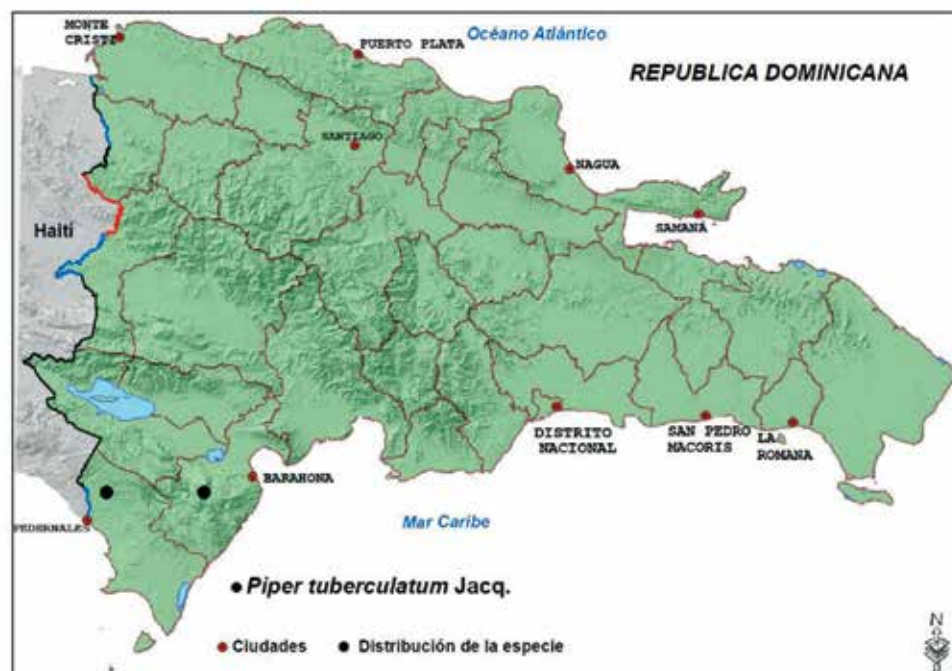 MONTE
CRISTI
PUERTO PLATA
Océano Atlántico
REPUBLICA DOMINICANA
SANTIAGO
NAGUA
SAMANÁ
Haití
DISTRITO
NACIONAL
SAN PEDRO
MACORIS
LA
ROMANA
BARAHONA
PEDERNALES
Mar Caribe
Piper tuberculatum Jacq.
Ciudades
Distribución de la especie
N